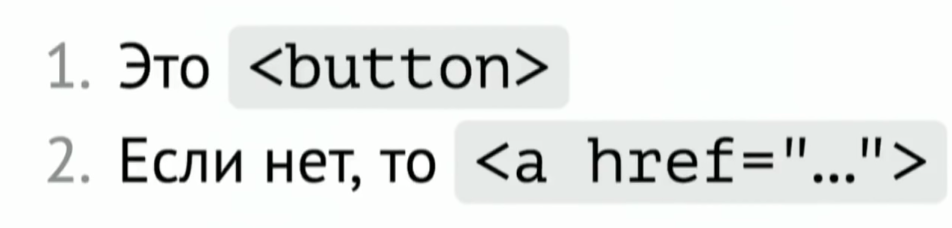 1. Это <button>
2. Если нет, то <a href="...">